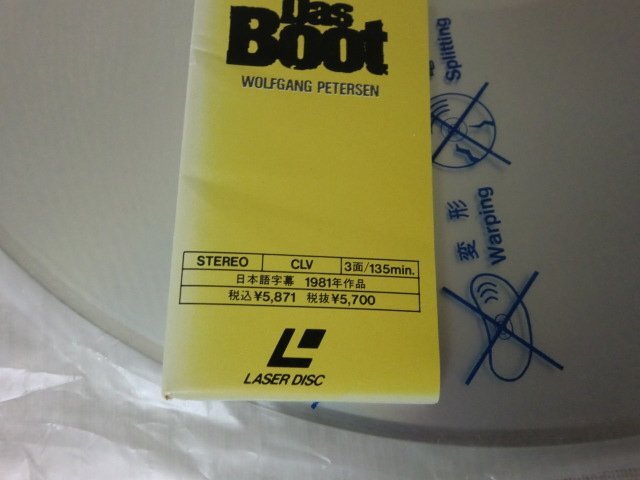 Das
Boot
WOLFGANG PETERSEN
STEREO CLV 3面/135min.
日本語字幕 1981年作品
税込¥5,871 税抜¥5,700
LASER DISC
Splitting
変形
Warping